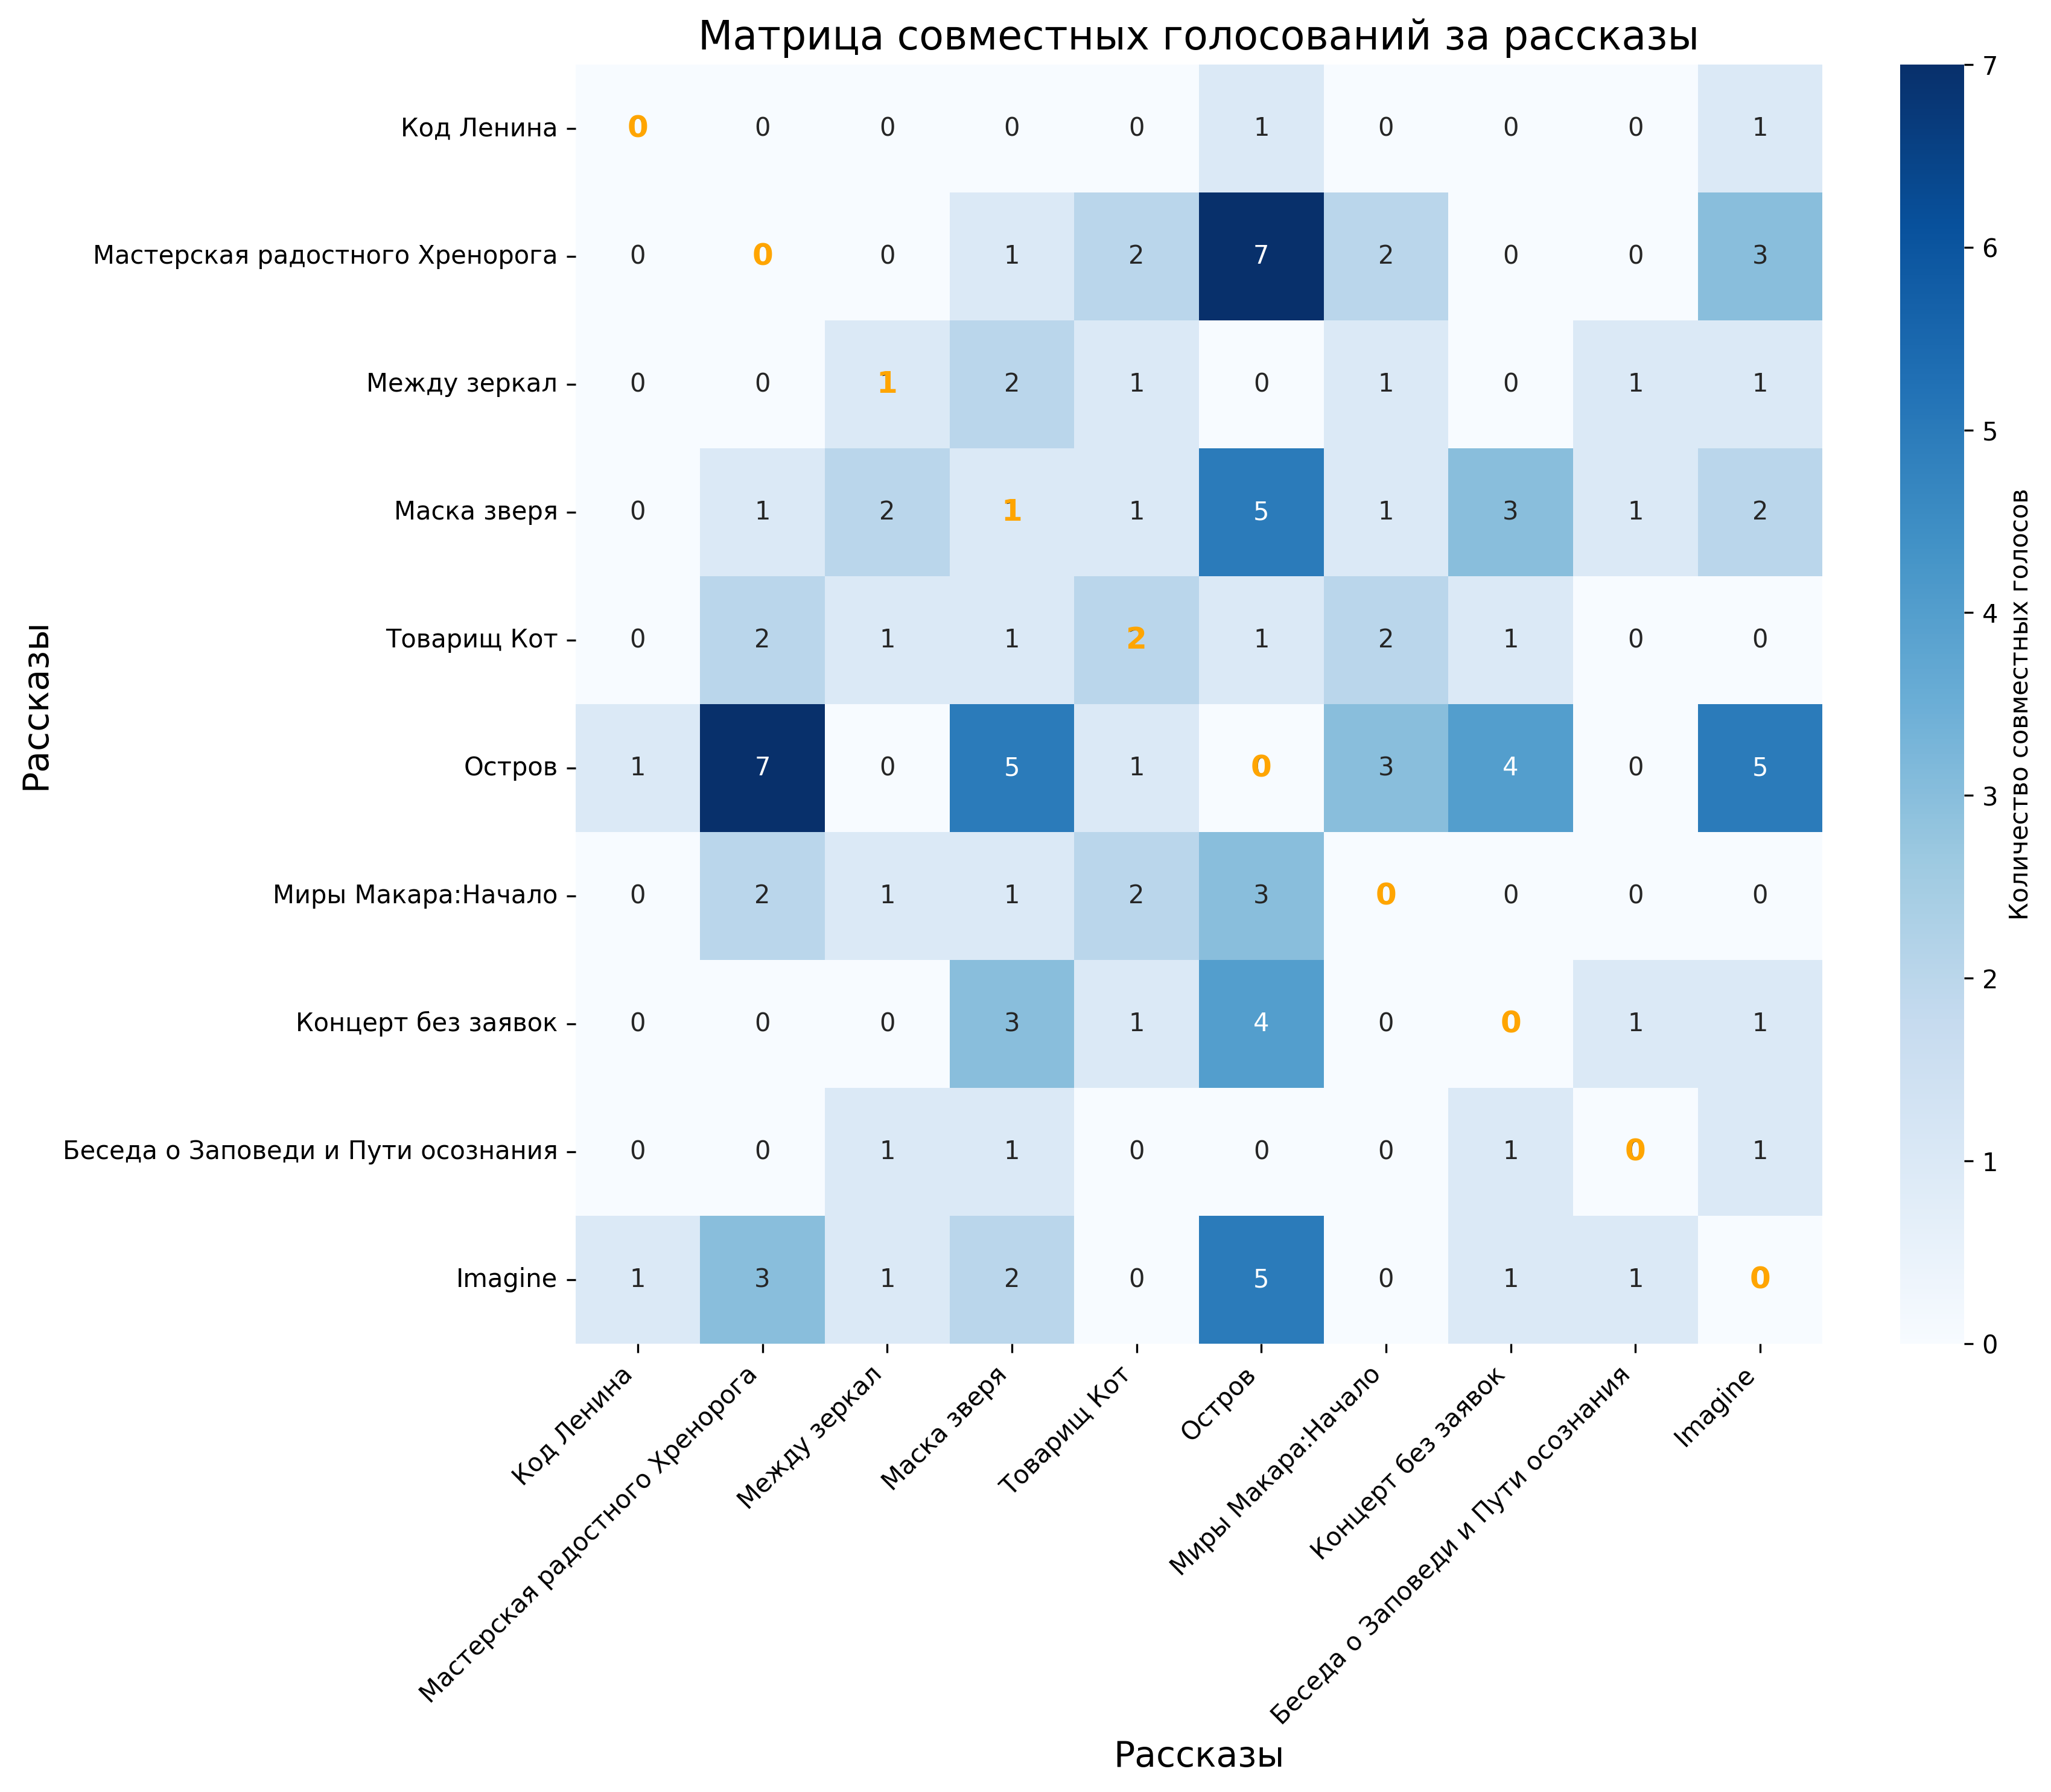 Матрица совместных голосований за рассказы
Рассказы
Код Ленина 0 0 0 0 0 1 0 0 0 1
Мастерская радостного Хренорога 0 0 0 1 2 7 2 0 0 3
Между зеркал 0 0 1 2 1 0 1 0 1 1
Маска зверя 0 1 2 1 1 5 1 3 1 2
Товарищ Кот 0 2 1 1 2 1 2 1 0 0
Остров 1 7 0 5 1 0 3 4 0 5
Миры Макара:Начало 0 2 1 1 2 3 0 0 0 0
Концерт без заявок 0 0 0 3 1 4 0 0 1 1
Беседа о Заповеди и Пути осознания 0 0 1 1 0 0 0 1 0 1
Imagine 1 3 1 2 0 5 0 1 1 0
Код Ленина
Мастерская радостного Хренорога
Между зеркал
Маска зверя
Товарищ Кот
Остров
Миры Макара:Начало
Концерт без заявок
Беседа о Заповеди и Пути осознания
Imagine
Рассказы
7
6
5
4
3
2
1
0
Количество совместных голосов